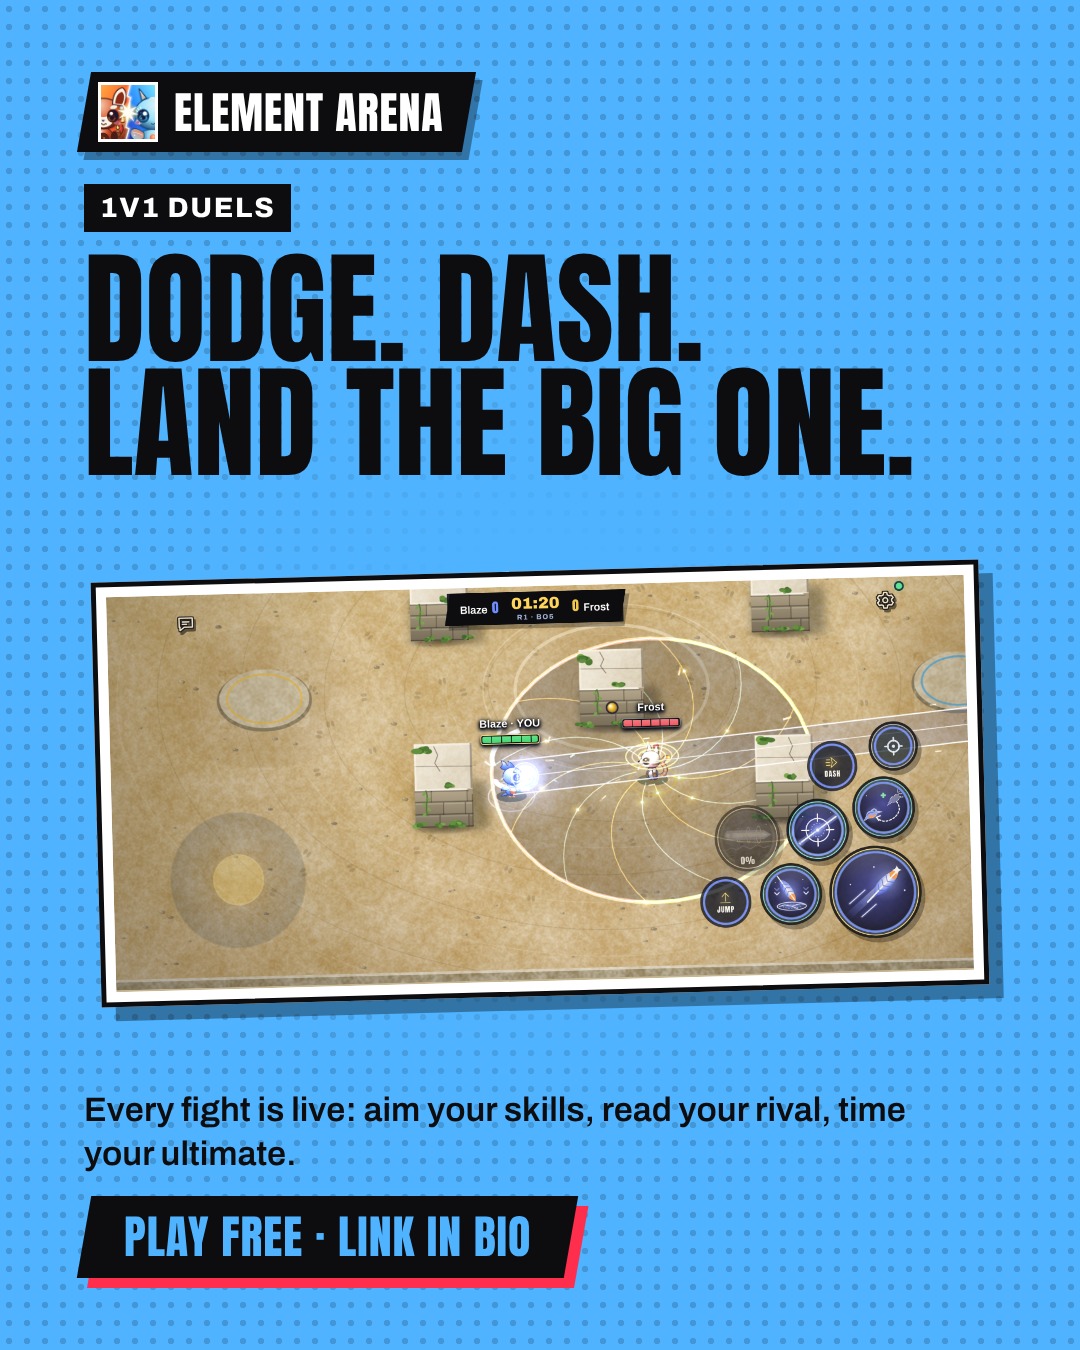 ELEMENT ARENA
1V1 DUELS
DODGE. DASH.
LAND THE BIG ONE.
Blaze 0 01:20 0 Frost
R1 · BO5
Frost
Blaze · YOU
DASH
0%
JUMP
Every fight is live: aim your skills, read your rival, time
your ultimate.
PLAY FREE · LINK IN BIO